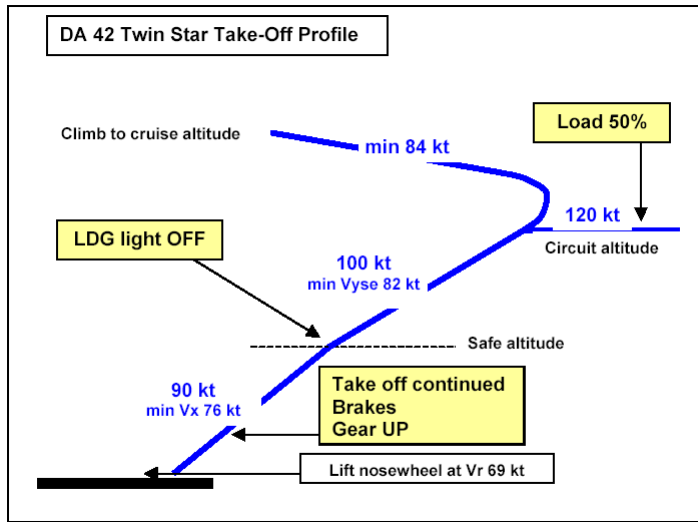 DA 42 Twin Star Take-Off Profile
Climb to cruise altitude
min 84 kt
Load 50%
120 kt
Circuit altitude
LDG light OFF
100 kt
min Vyse 82 kt
Safe altitude
90 kt
min Vx 76 kt
Take off continued
Brakes
Gear UP
Lift nosewheel at Vr 69 kt